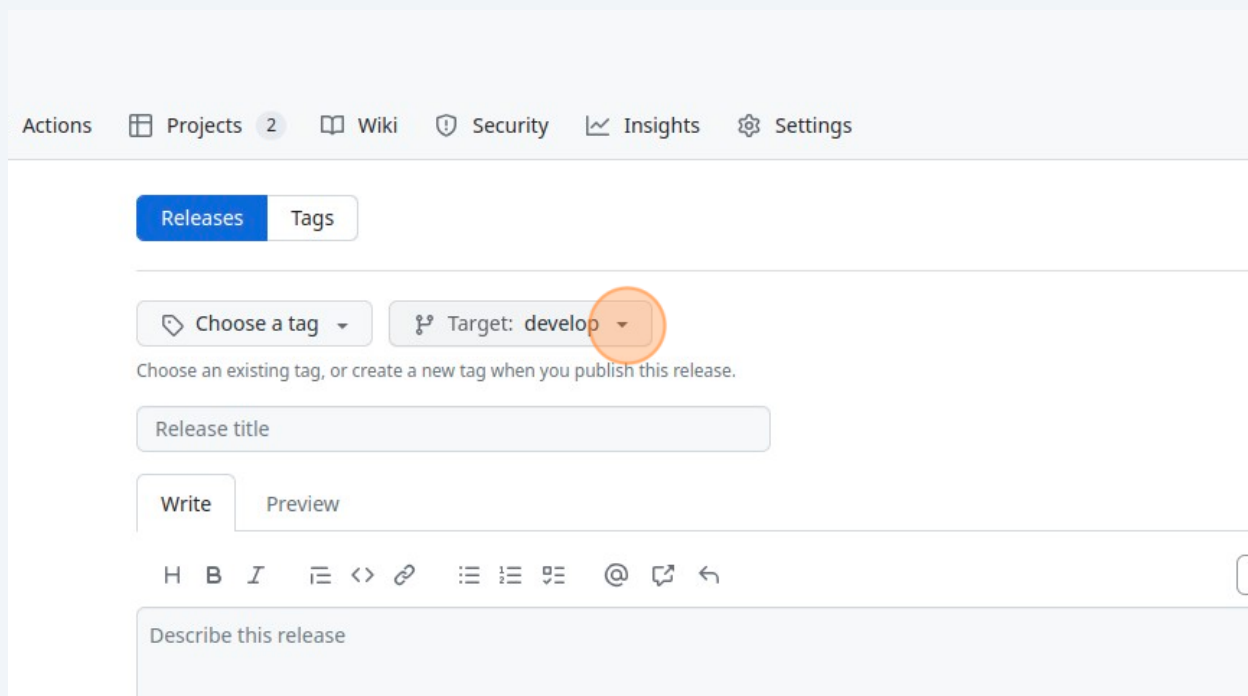 Actions Projects 2 Wiki Security Insights Settings
Releases Tags
Choose a tag Target: develop
Choose an existing tag, or create a new tag when you publish this release.
Release title
Write Preview
H B I @
Describe this release